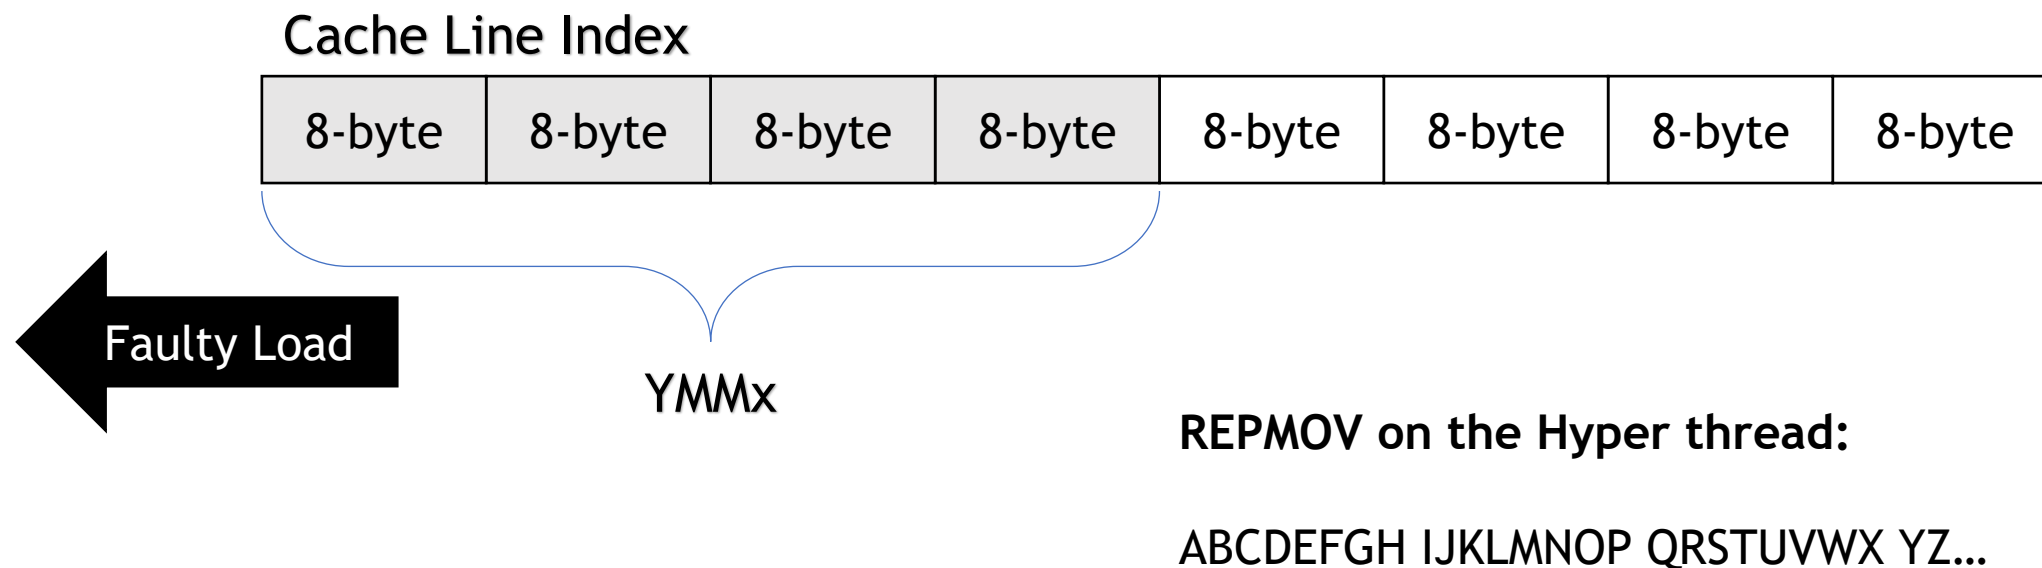 Cache Line Index
8-byte 8-byte 8-byte 8-byte 8-byte 8-byte 8-byte 8-byte
Faulty Load
YMMx
REPMOV on the Hyper thread:
ABCDEFGH IJKLMNOP QRSTUVWX YZ…